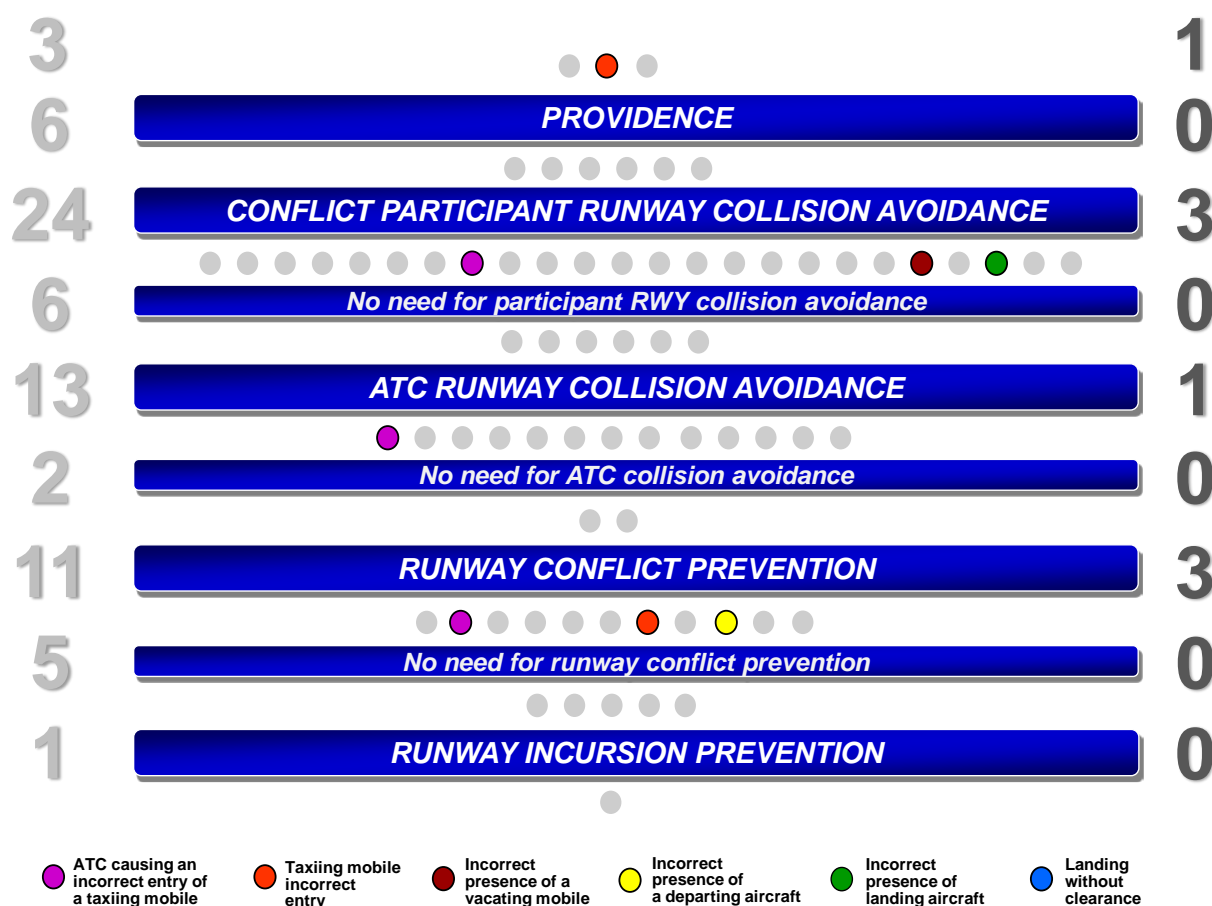 3 1
6 PROVIDENCE 0
24 CONFLICT PARTICIPANT RUNWAY COLLISION AVOIDANCE 3
6 No need for participant RWY collision avoidance 0
13 ATC RUNWAY COLLISION AVOIDANCE 1
2 No need for ATC collision avoidance 0
11 RUNWAY CONFLICT PREVENTION 3
5 No need for runway conflict prevention 0
1 RUNWAY INCURSION PREVENTION 0
ATC causing an
incorrect entry of
a taxiing mobile
Taxiing mobile
incorrect
entry
Incorrect
presence of a
vacating mobile
Incorrect
presence of
a departing aircraft
Incorrect
presence of
landing aircraft
Landing
without
clearance